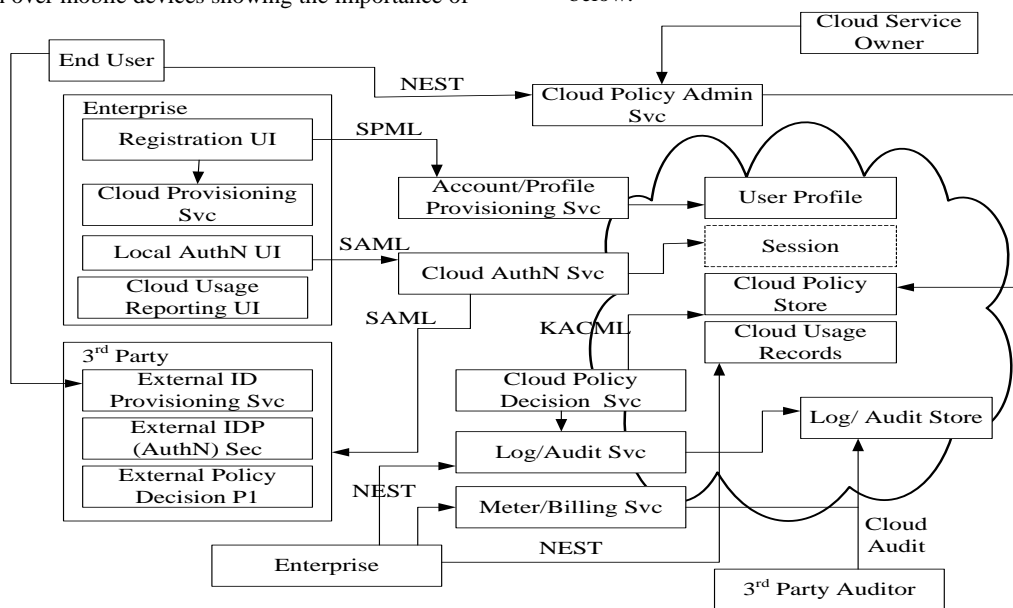 over mobile devices showing the importance of
below.
Cloud Service
Owner
End User
NEST
Cloud Policy Admin
Svc
Enterprise
Registration UI
SPML
Cloud Provisioning
Svc
Account/Profile
Provisioning Svc
User Profile
Local AuthN UI
SAML
Cloud AuthN Svc
Session
Cloud Usage
Reporting UI
SAML
KACML
Cloud Policy
Store
Cloud Usage
Records
3rd Party
External ID
Provisioning Svc
Cloud Policy
Decision Svc
External IDP
(AuthN) Sec
Log/Audit Svc
Log/ Audit Store
External Policy
Decision P1
NEST
Meter/Billing Svc
Cloud
Audit
Enterprise
NEST
3rd Party Auditor